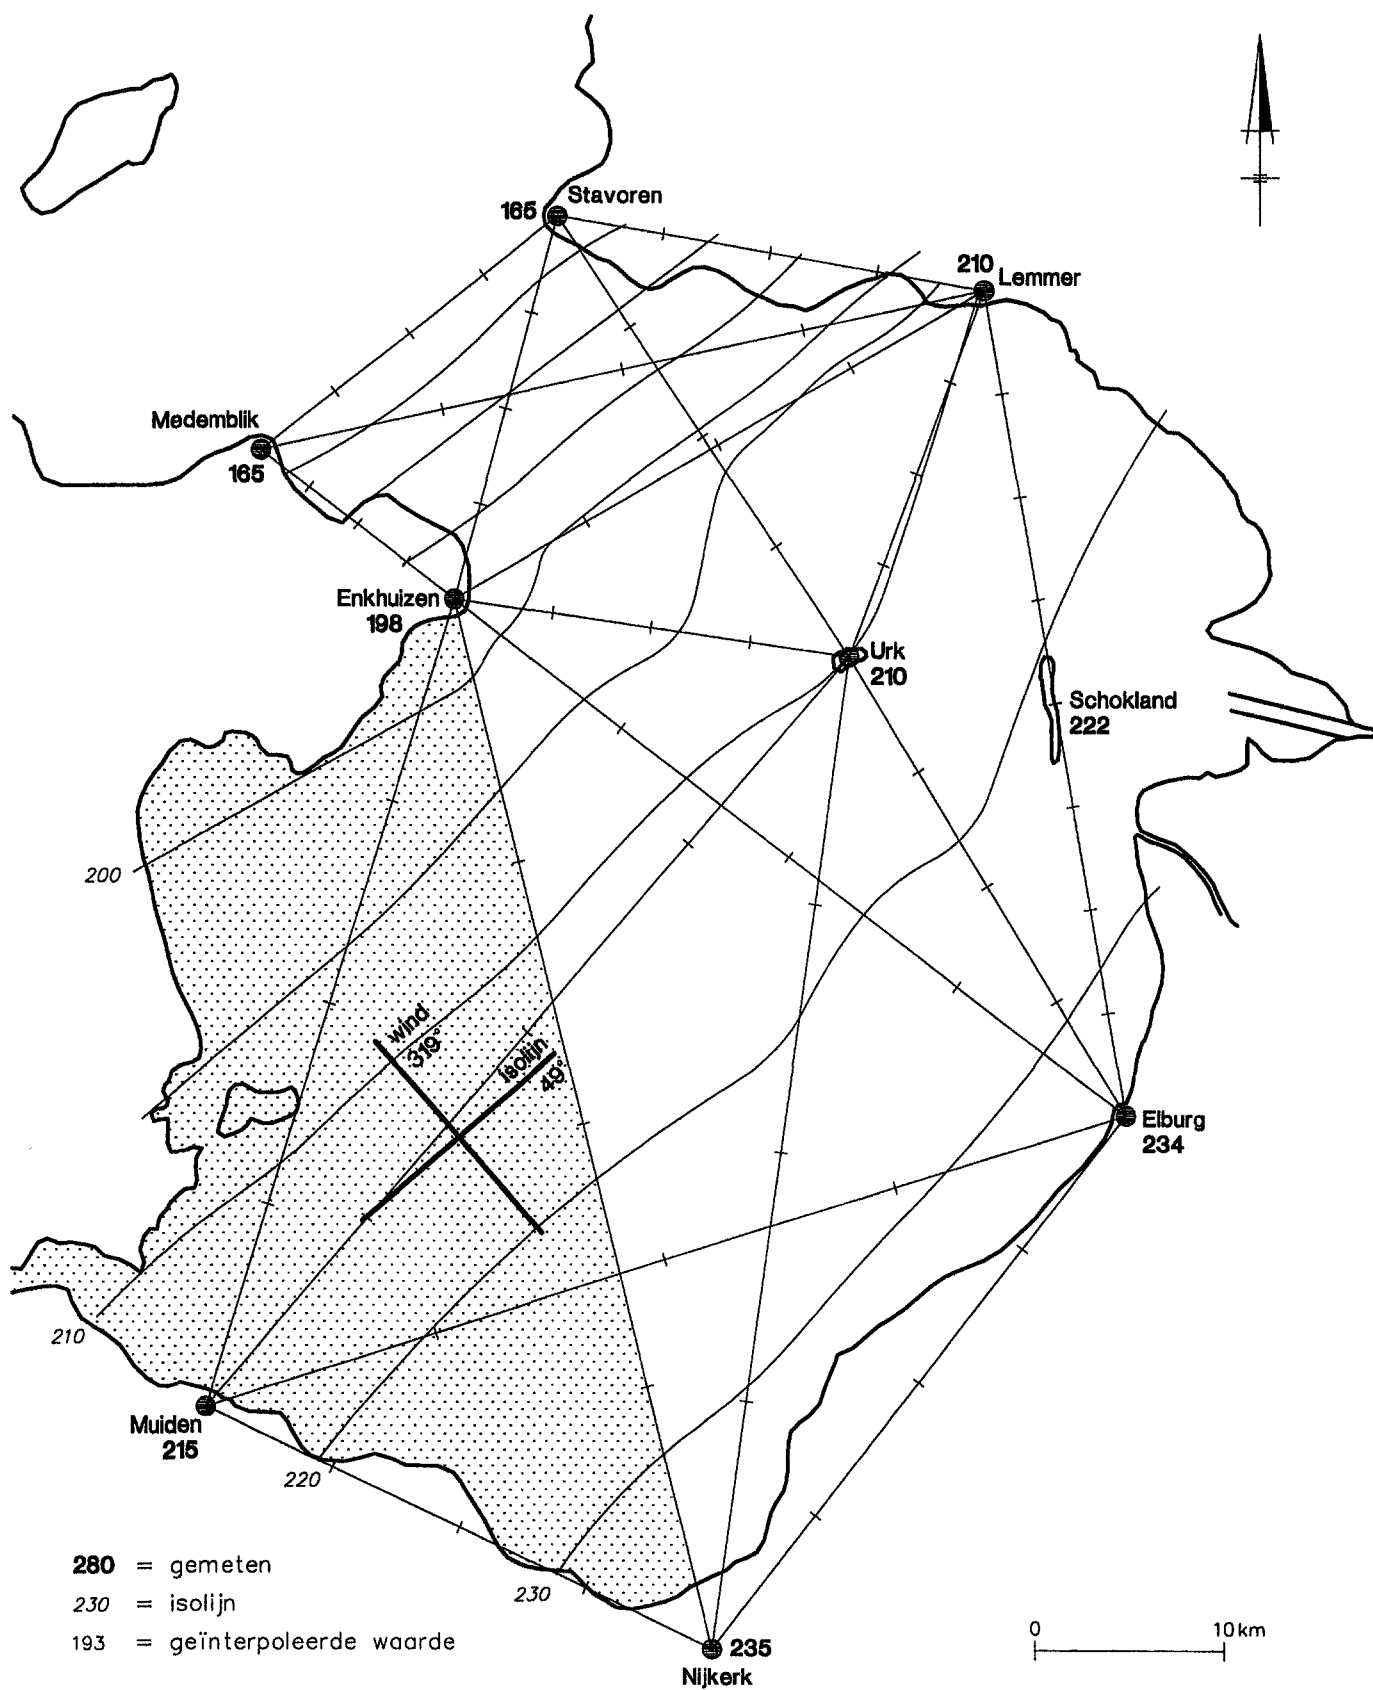 Stavoren
165
210
Lemmer
Medemblik
165
Enkhuizen
198
Urk
210
Schokland
222
200
wind
319°
isolijn
49°
Elburg
234
210
Muiden
215
220
230
280 = gemeten
230 = isolijn
193 = geïnterpoleerde waarde
235
Nijkerk
0 10 km